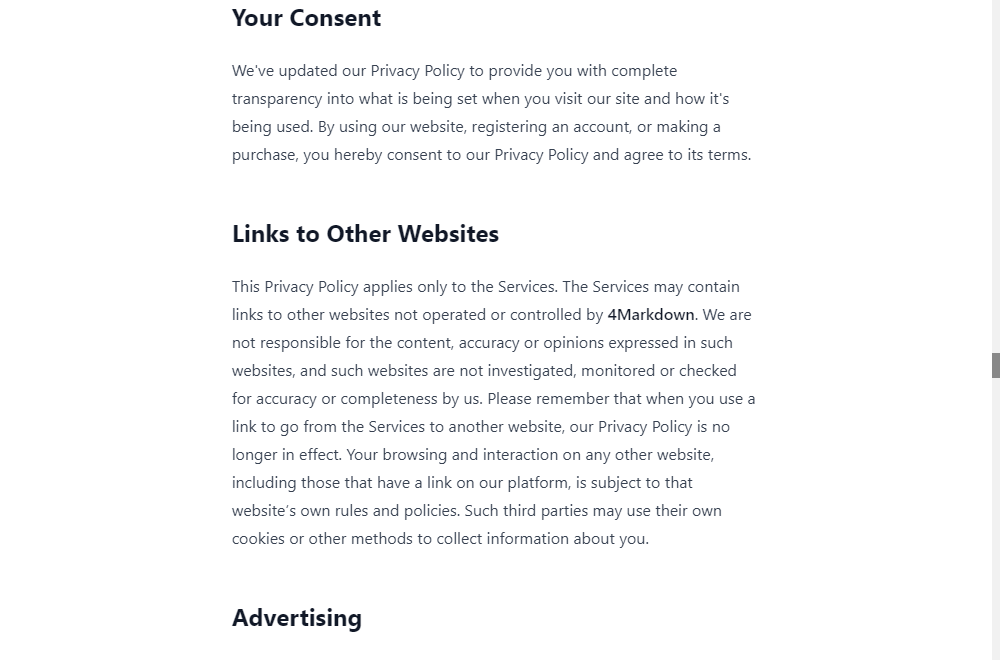 Your Consent
We've updated our Privacy Policy to provide you with complete
transparency into what is being set when you visit our site and how it's
being used. By using our website, registering an account, or making a
purchase, you hereby consent to our Privacy Policy and agree to its terms.
Links to Other Websites
This Privacy Policy applies only to the Services. The Services may contain
links to other websites not operated or controlled by 4Markdown. We are
not responsible for the content, accuracy or opinions expressed in such
websites, and such websites are not investigated, monitored or checked
for accuracy or completeness by us. Please remember that when you use a
link to go from the Services to another website, our Privacy Policy is no
longer in effect. Your browsing and interaction on any other website,
including those that have a link on our platform, is subject to that
website's own rules and policies. Such third parties may use their own
cookies or other methods to collect information about you.
Advertising